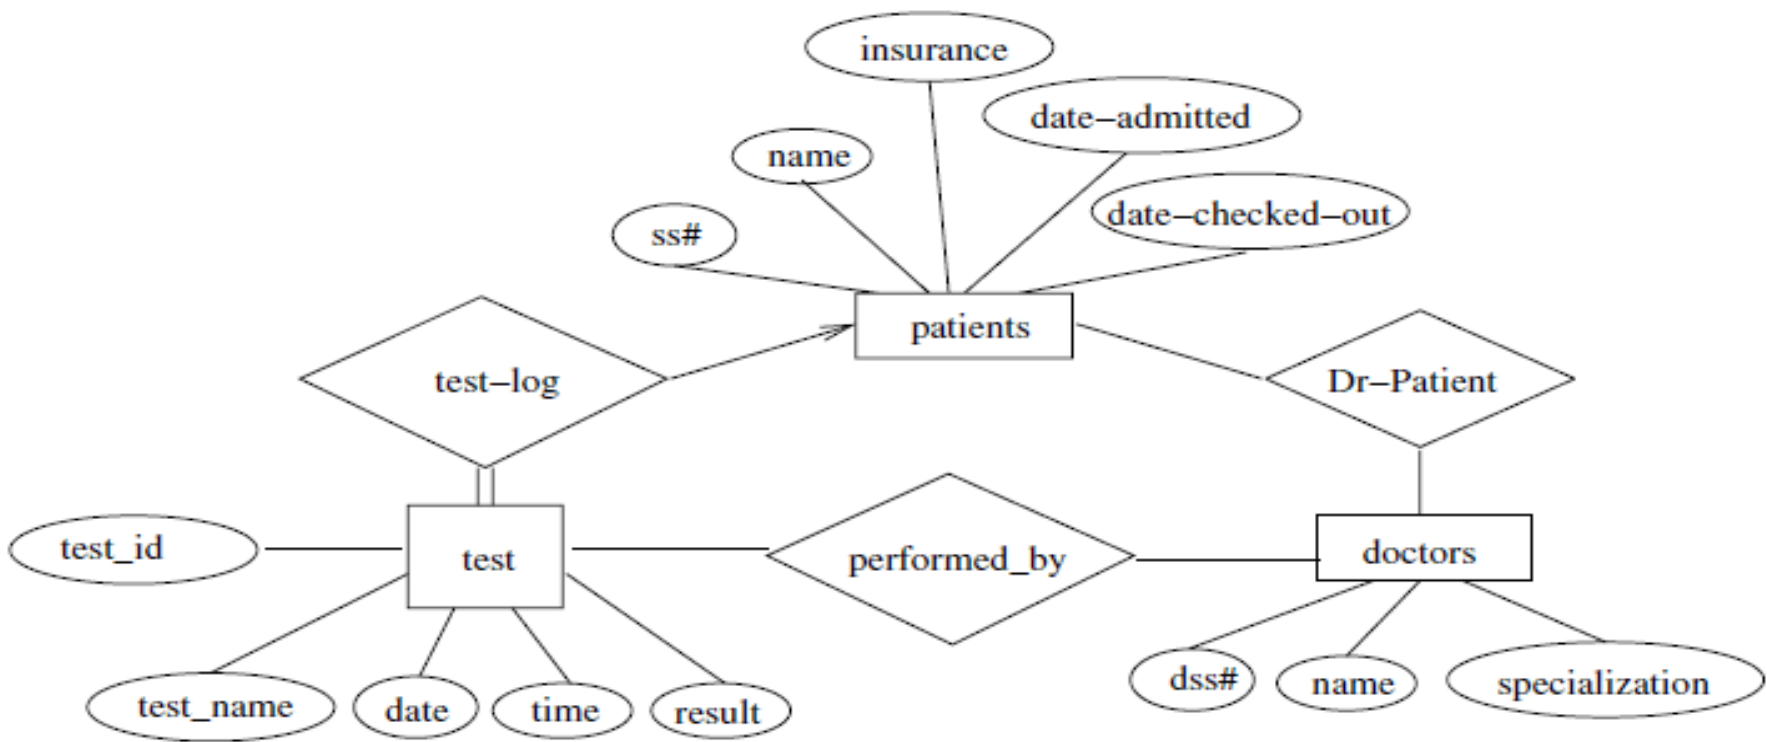 insurance
date−admitted
name
date−checked−out
ss#
patients
test−log
Dr−Patient
test_id
test
performed_by
doctors
test_name
date
time
result
dss#
name
specialization